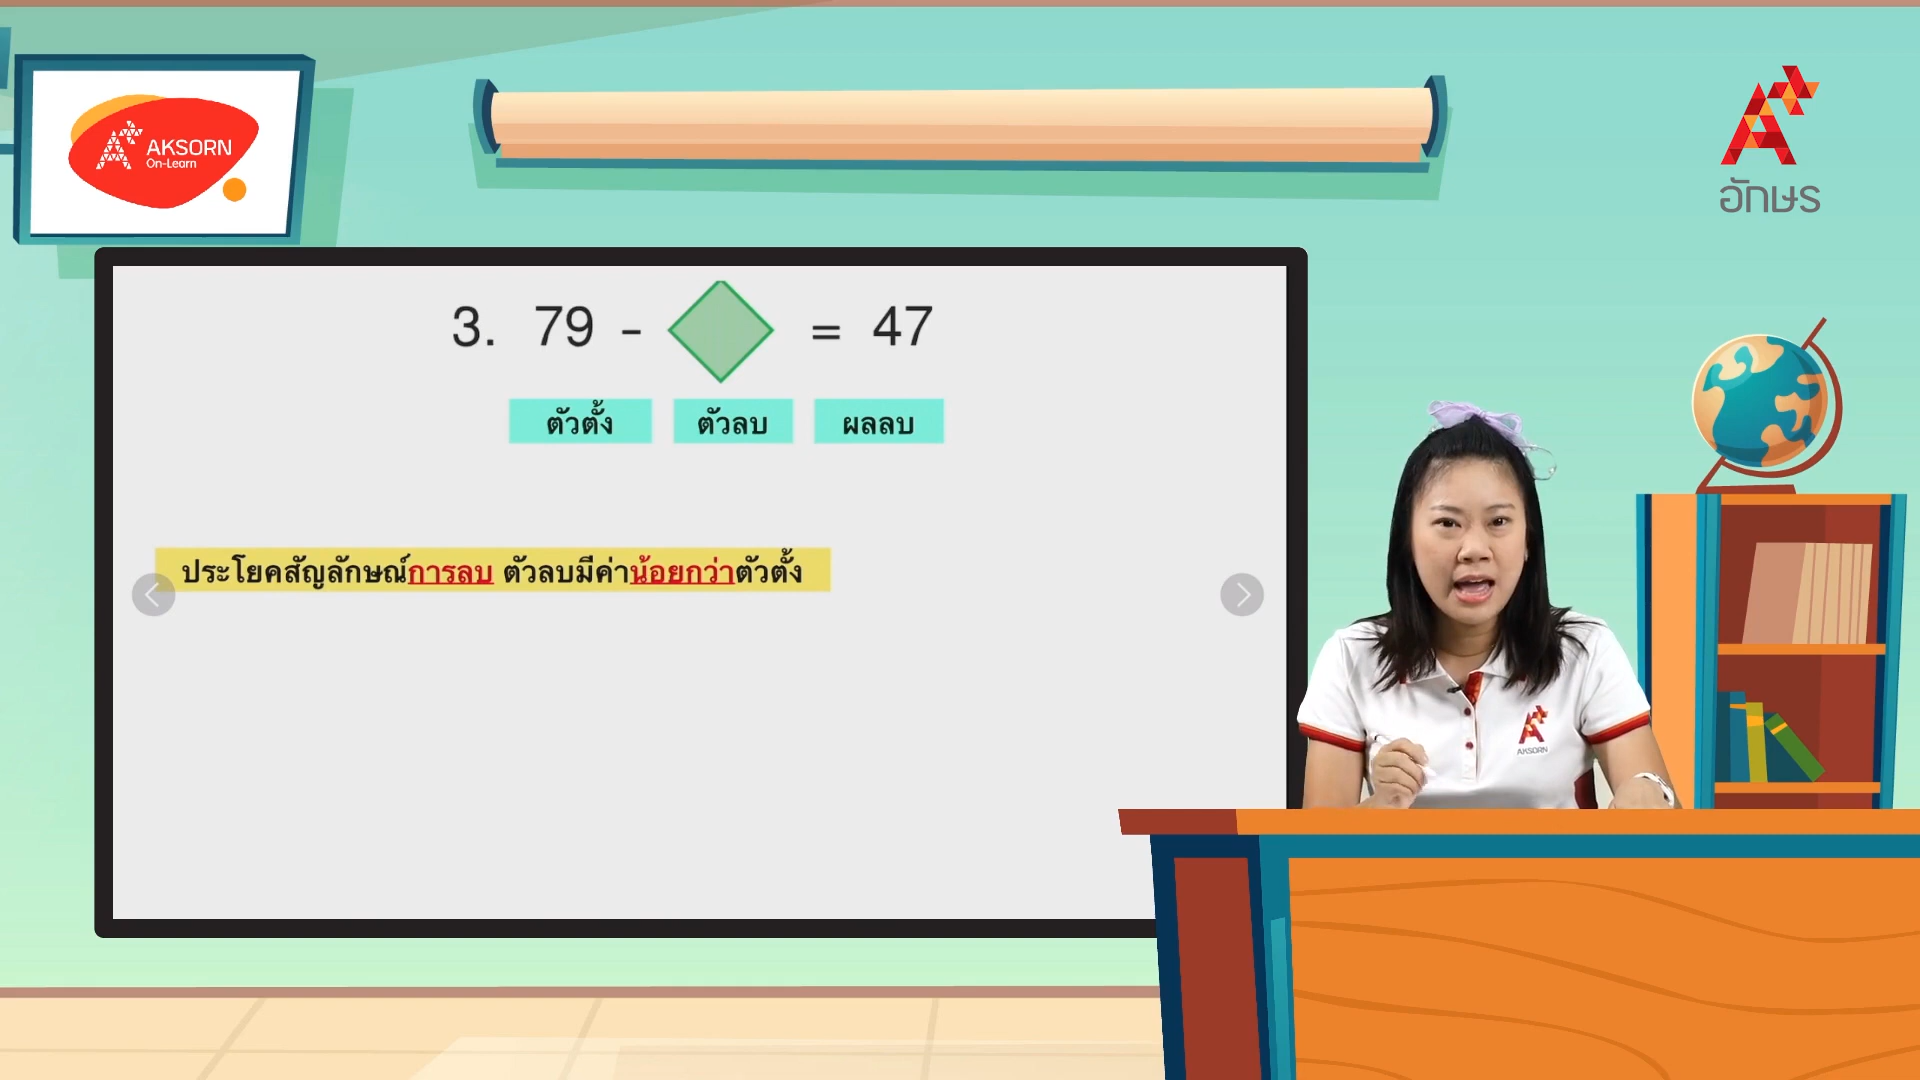 AKSORN
On-Learn
อักษร
3. 79 - = 47
ตัวตั้ง ตัวลบ ผลลบ
ประโยคสัญลักษณ์การลบ ตัวลบมีค่าน้อยกว่าตัวตั้ง
AKSORN